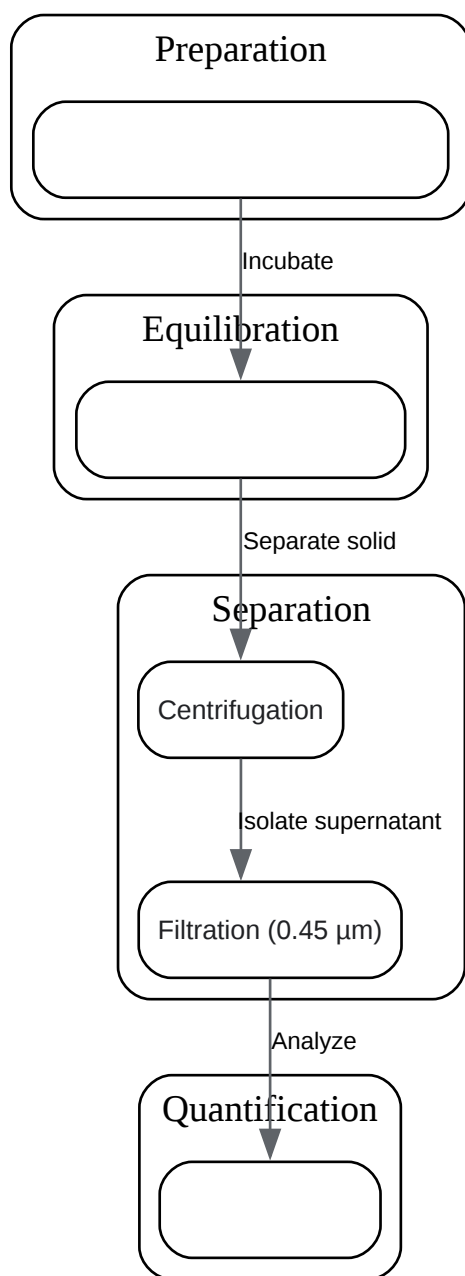 Preparation
Incubate
Equilibration
Separate solid
Separation
Centrifugation
Isolate supernatant
Filtration (0.45 µm)
Analyze
Quantification